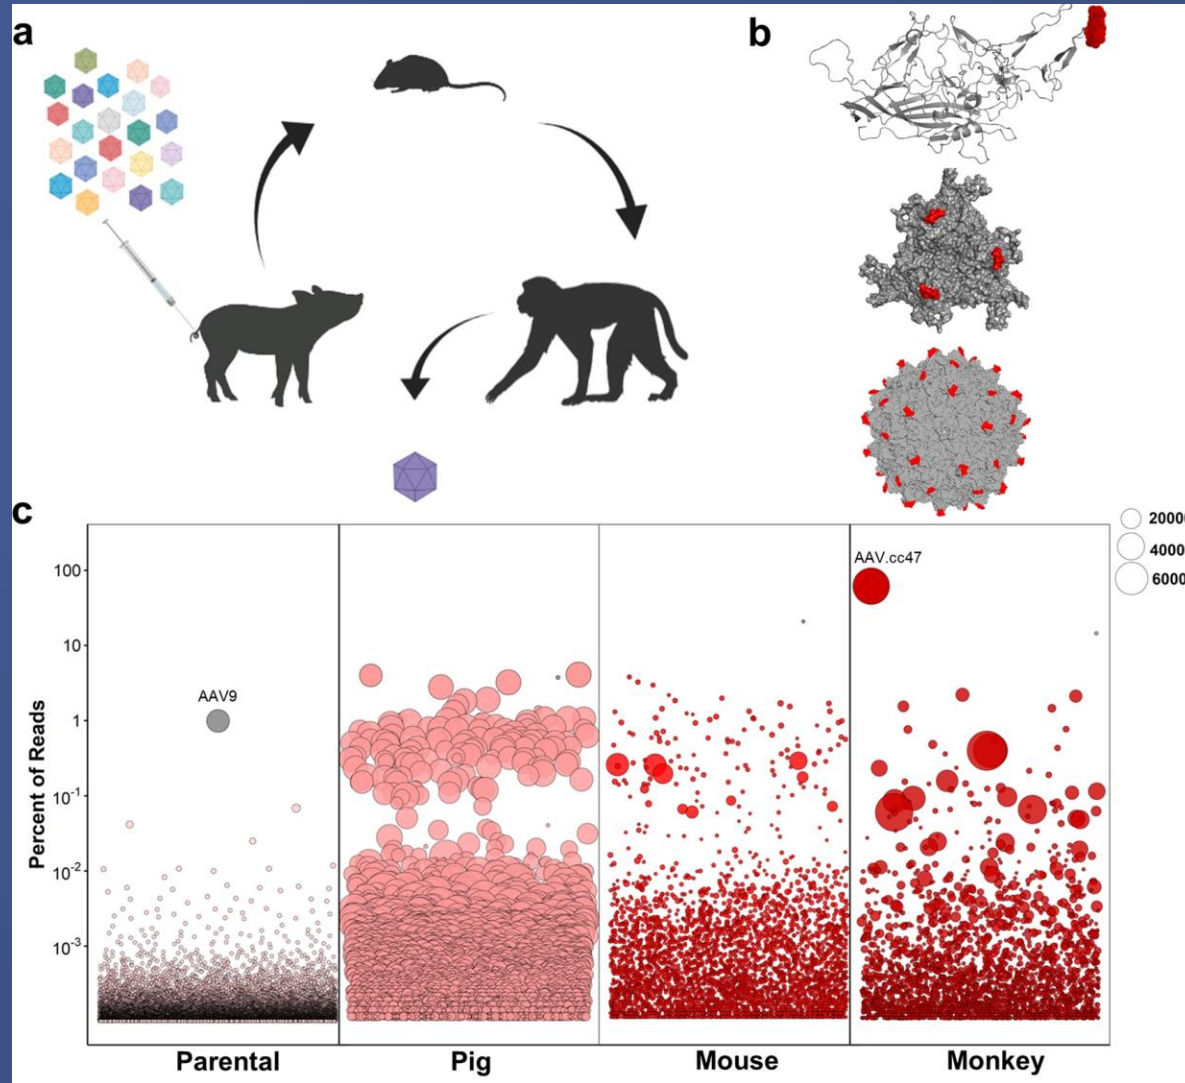 a
b
c
20000
4000
6000
AAV.cc47
100
10
AAV9
1
10-1
10-2
10-3
Percent of Reads
Parental
Pig
Mouse
Monkey